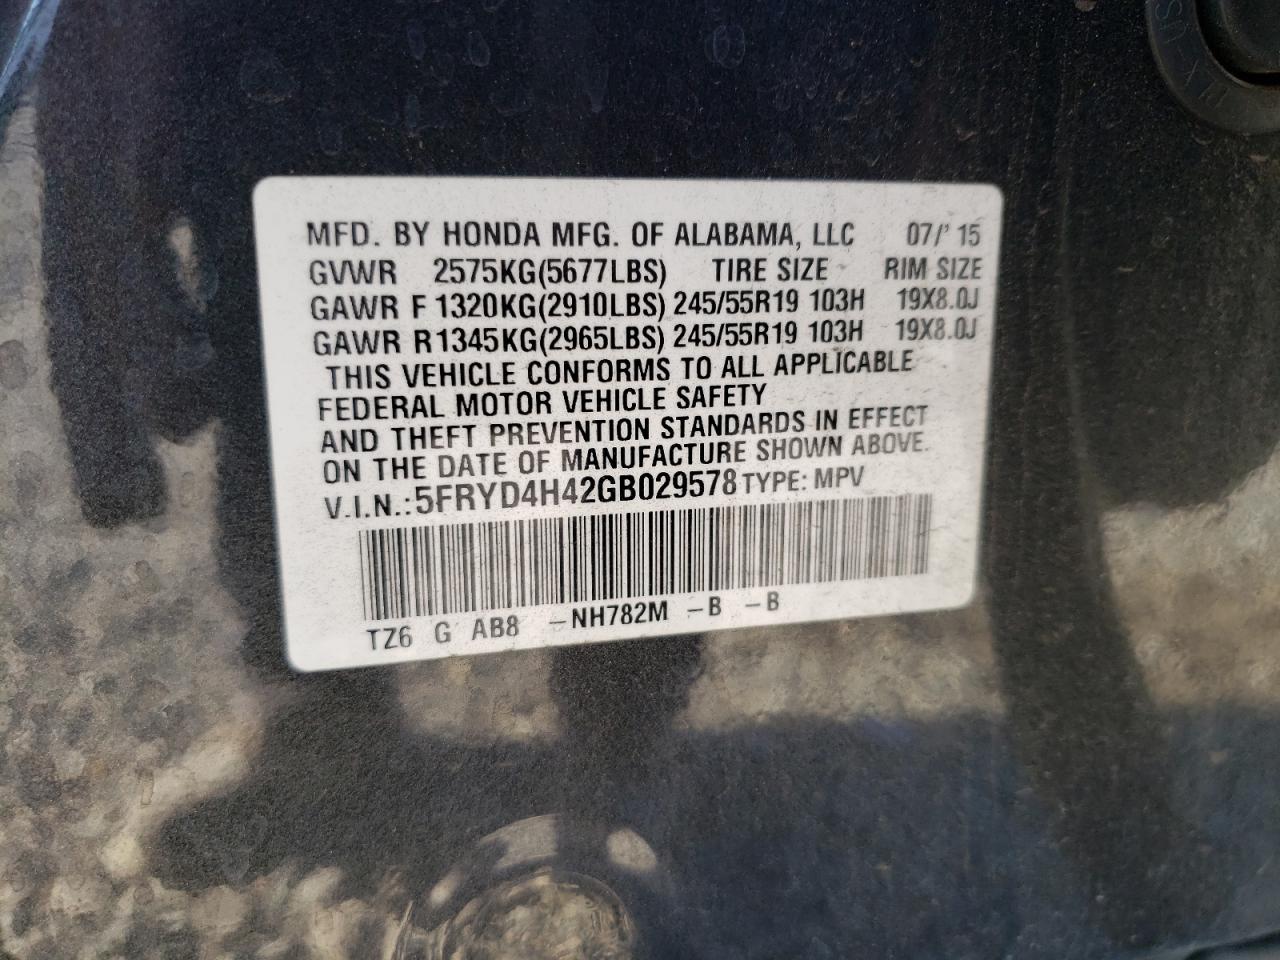 MFD. BY HONDA MFG. OF ALABAMA, LLC 07/' 15
GVWR 2575KG(5677LBS) TIRE SIZE RIM SIZE
GAWR F 1320KG(2910LBS) 245/55R19 103H 19X8.0J
GAWR R 1345KG(2965LBS) 245/55R19 103H 19X8.0J
THIS VEHICLE CONFORMS TO ALL APPLICABLE
FEDERAL MOTOR VEHICLE SAFETY
AND THEFT PREVENTION STANDARDS IN EFFECT
ON THE DATE OF MANUFACTURE SHOWN ABOVE.
V.I.N.: 5FRYD4H42GB029578 TYPE: MPV
TZ6 G AB8 -NH782M -B -B